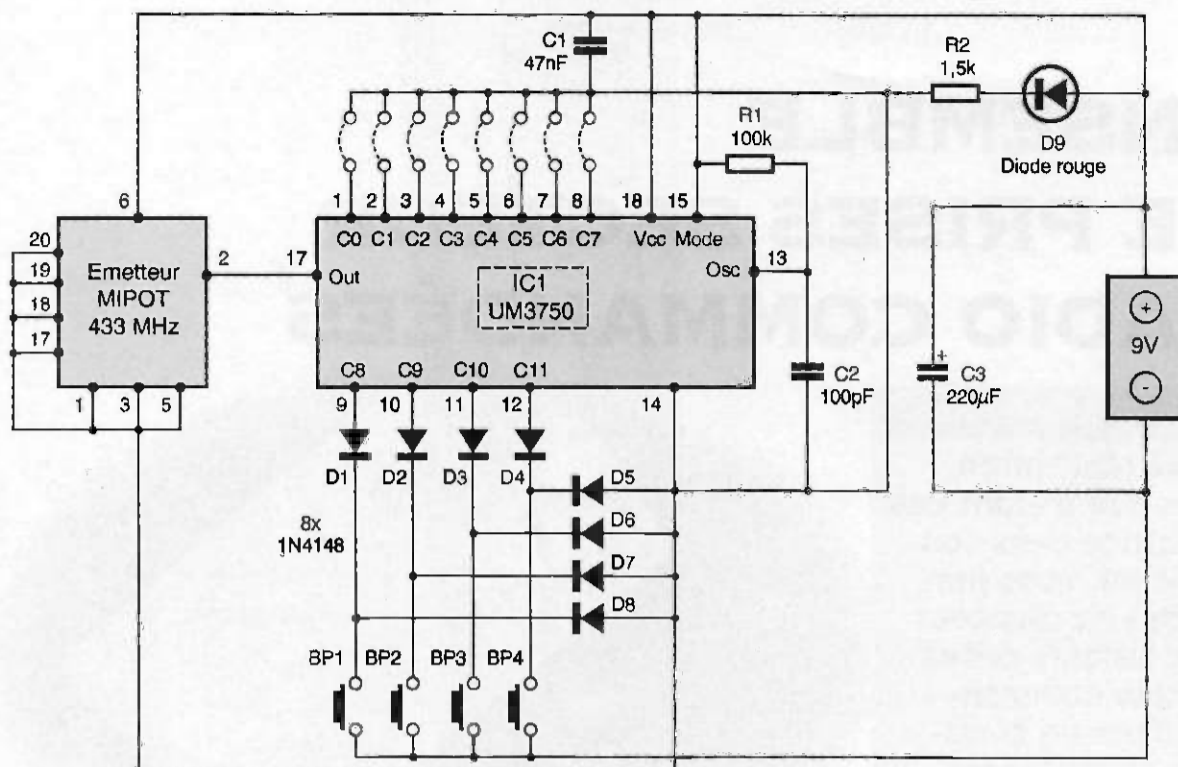 C1
47nF
R2
1,5k
D9
Diode rouge
R1
100k
1 2 3 4 5 6 7 8 18 15
C0 C1 C2 C3 C4 C5 C6 C7 Vcc Mode
6
20
19
18
17
Emetteur
MIPOT
433 MHz
2
17
Out
IC1
UM3750
Osc
13
1 3 5
C8 C9 C10 C11
9 10 11 12 14
C2
100pF
+
C3
220µF
+
9V
-
D1 D2 D3 D4
D5
D6
D7
D8
8x
1N4148
BP1 BP2 BP3 BP4